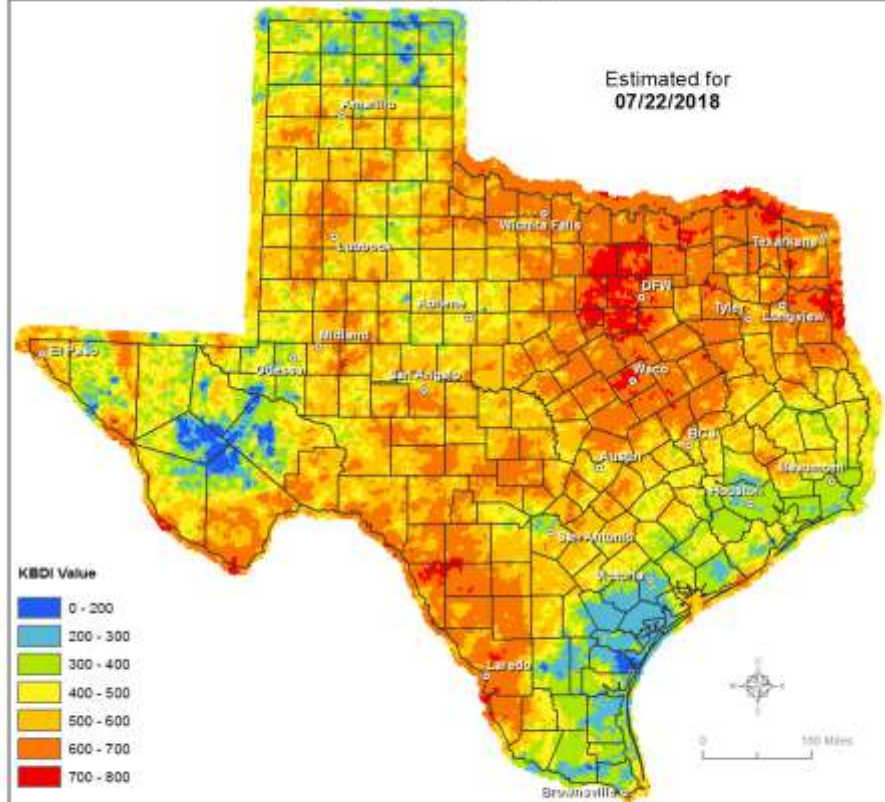 Estimated for
07/22/2018
Amarillo
Wichita Falls
Texarkana
Lubbock
DFW
Abilene
Tyler
Longview
El Paso
Midland
Odessa
San Angelo
Waco
BCS
Austin
Beaumont
Houston
San Antonio
Victoria
KBDI Value
0 - 200
200 - 300
300 - 400
400 - 500
500 - 600
600 - 700
700 - 800
Laredo
0
150 Miles
Brownsville